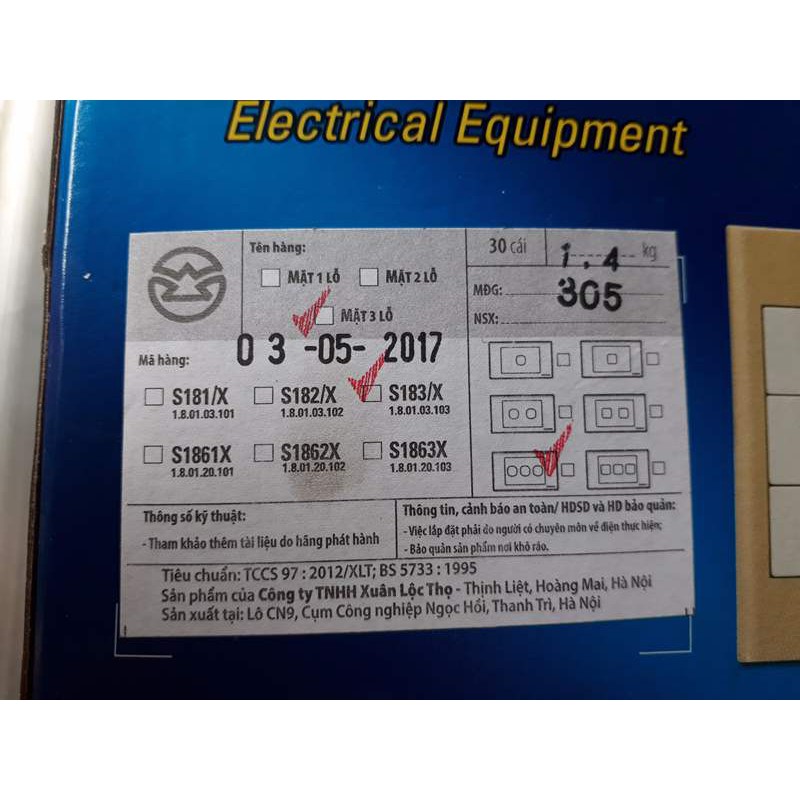 Electrical Equipment
Tên hàng:
MẶT 1 LỖ
MẶT 2 LỖ
MẶT 3 LỖ
30 cái
1.4 kg
MĐG: 305
NSX:
03-05-2017
Mã hàng:
S181/X
S182/X
S183/X
1.8.01.03.101
1.8.01.03.102
1.8.01.03.103
S1861X
S1862X
S1863X
1.8.01.20.101
1.8.01.20.102
1.8.01.20.103
Thông số kỹ thuật:
- Tham khảo thêm tài liệu do hãng phát hành
Thông tin, cảnh báo an toàn/ HDSD và HD bảo quản:
- Việc lắp đặt phải do người có chuyên môn về điện thực hiện;
- Bảo quản sản phẩm nơi khô ráo.
Tiêu chuẩn: TCCS 97 : 2012/XLT; BS 5733 : 1995
Sản phẩm của Công ty TNHH Xuân Lộc Thọ - Thịnh Liệt, Hoàng Mai, Hà Nội
Sản xuất tại: Lô CN9, Cụm Công nghiệp Ngọc Hồi, Thanh Trì, Hà Nội